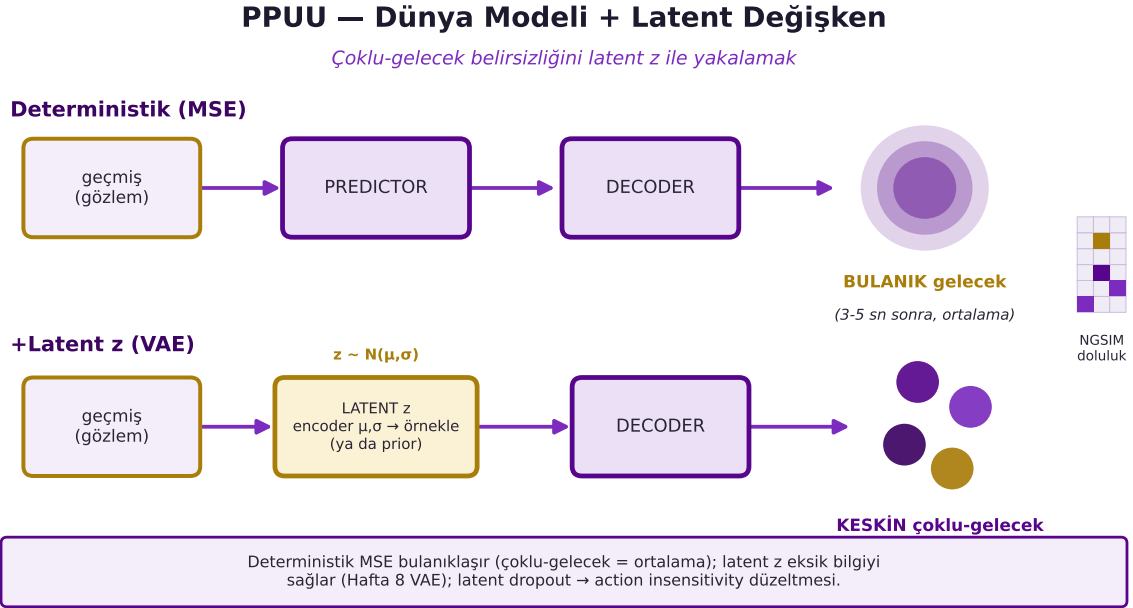 PPUU — Dünya Modeli + Latent Değişken
Çoklu-gelecek belirsizliğini latent z ile yakalamak
Deterministik (MSE)
geçmiş
(gözlem)
PREDICTOR
DECODER
BULANIK gelecek
(3-5 sn sonra, ortalama)
NGSIM
doluluk
+Latent z (VAE)
z ~ N(μ,σ)
geçmiş
(gözlem)
LATENT z
encoder μ,σ → örnekle
(ya da prior)
DECODER
KESKİN çoklu-gelecek
Deterministik MSE bulanıklaşır (çoklu-gelecek = ortalama); latent z eksik bilgiyi
sağlar (Hafta 8 VAE); latent dropout → action insensitivity düzeltmesi.